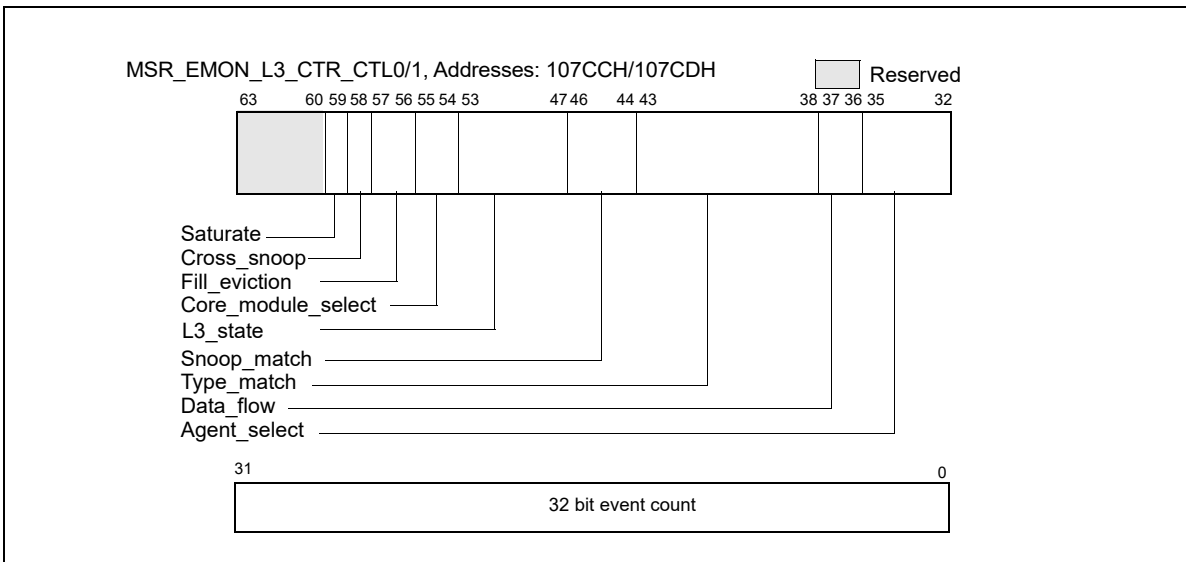 MSR_EMON_L3_CTR_CTL0/1, Addresses: 107CCH/107CDH
Reserved
63 60 59 58 57 56 55 54 53 47 46 44 43 38 37 36 35 32
Saturate
Cross_snoop
Fill_eviction
Core_module_select
L3_state
Snoop_match
Type_match
Data_flow
Agent_select
31 0
32 bit event count